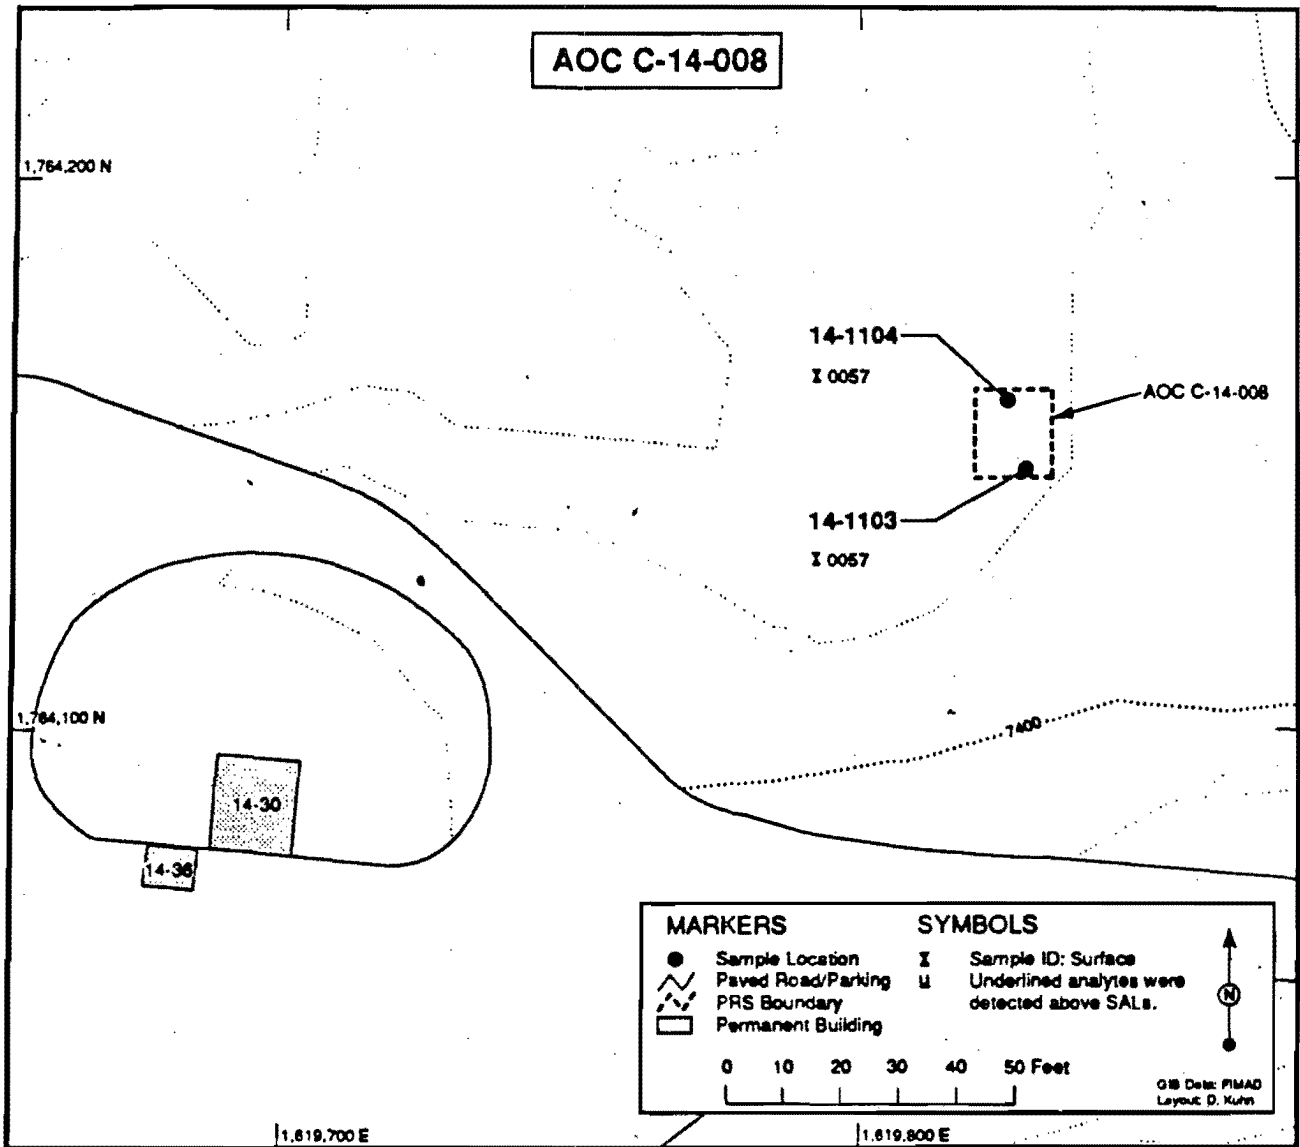 AOC C-14-008
1,764,200 N
14-1104
0057
AOC C-14-008
14-1103
0057
1,764,100 N
7400
14-30
14-36
MARKERS
Sample Location
Paved Road/Parking
PRS Boundary
Permanent Building
SYMBOLS
Sample ID: Surface
u Underlined analytes were
detected above SALs.
N
0 10 20 30 40 50 Feet
GIS Data: FIMAD
Layout: D. Kuhn
1,619,700 E
1,619,800 E